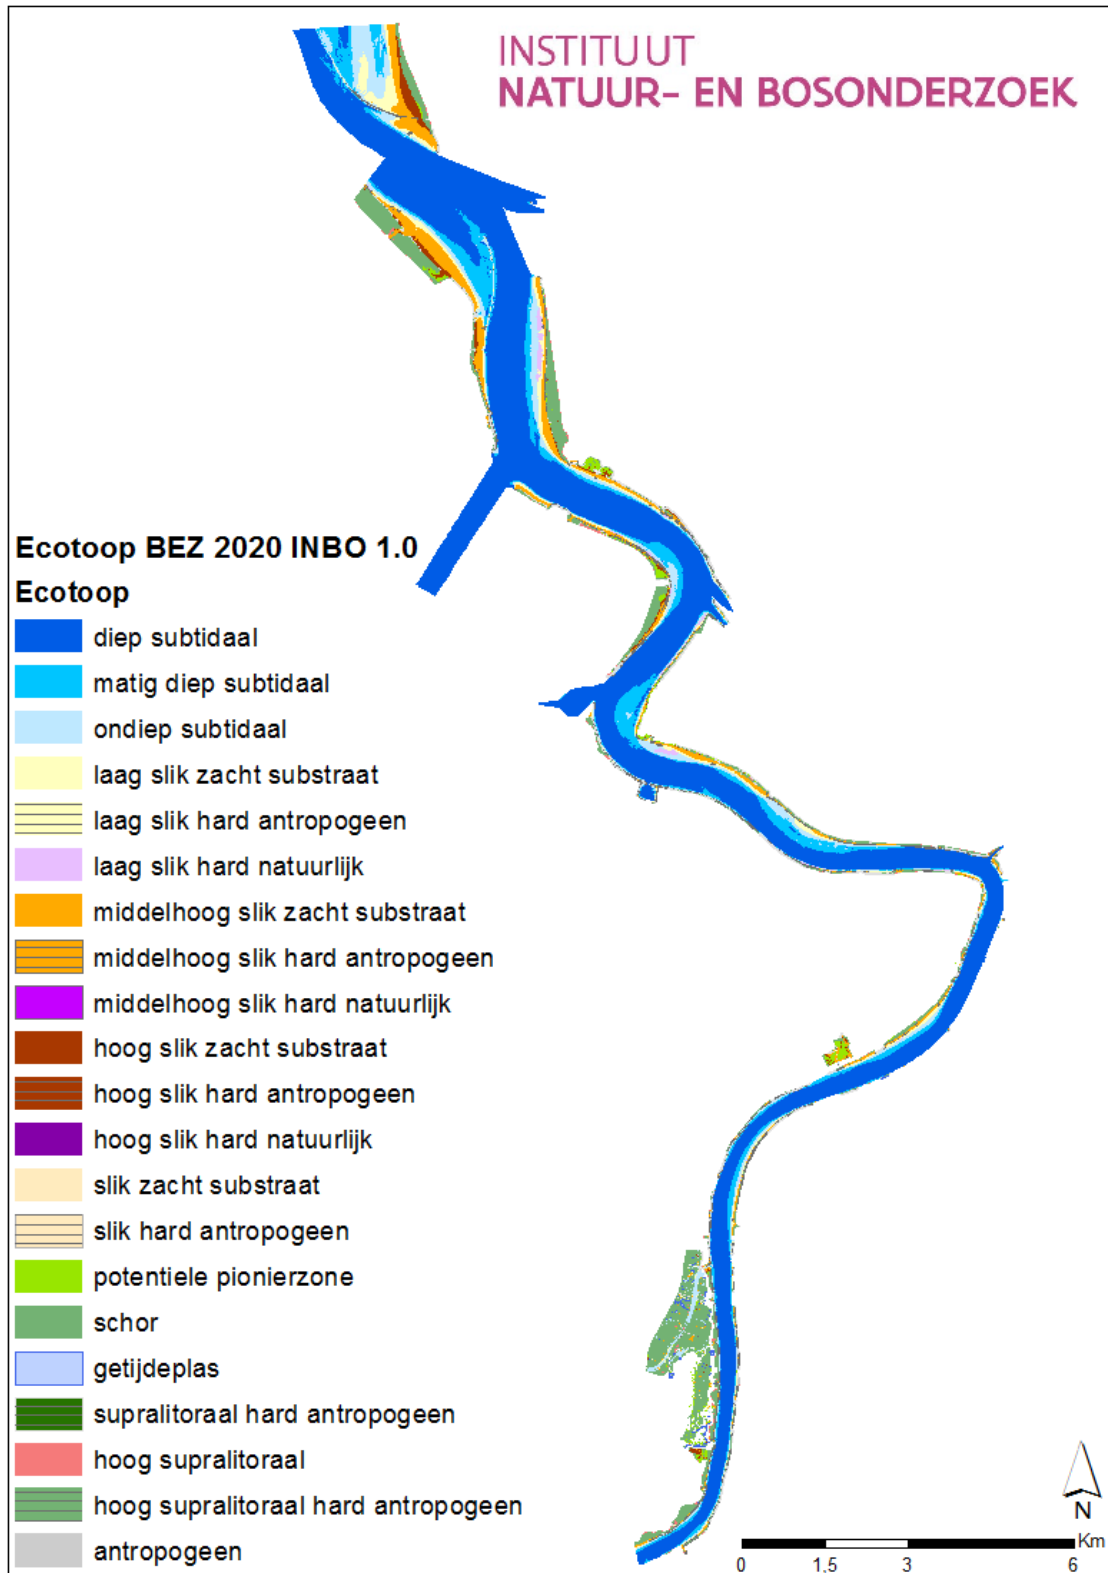 INSTITUUT
NATUUR- EN BOSONDERZOEK
Ecotoop BEZ 2020 INBO 1.0
Ecotoop
diep subtidaal
matig diep subtidaal
ondiep subtidaal
laag slik zacht substraat
laag slik hard antropogeen
laag slik hard natuurlijk
middelhoog slik zacht substraat
middelhoog slik hard antropogeen
middelhoog slik hard natuurlijk
hoog slik zacht substraat
hoog slik hard antropogeen
hoog slik hard natuurlijk
slik zacht substraat
slik hard antropogeen
potentiele pionierzone
schor
getijdeplas
supralitoraal hard antropogeen
hoog supralitoraal
hoog supralitoraal hard antropogeen
antropogeen
N
Km
0 1,5 3 6